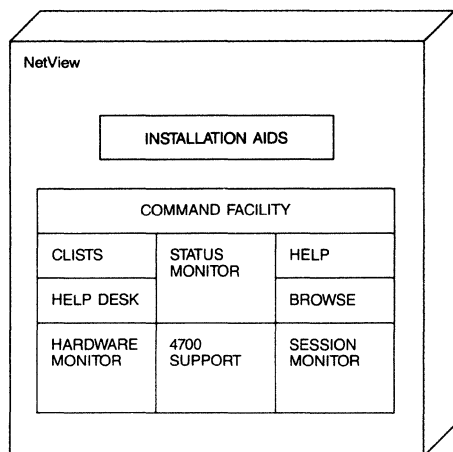 NetView
INSTALLATION AIDS
COMMAND FACILITY
CLISTS
STATUS
MONITOR
HELP
HELP DESK
BROWSE
HARDWARE
MONITOR
4700
SUPPORT
SESSION
MONITOR